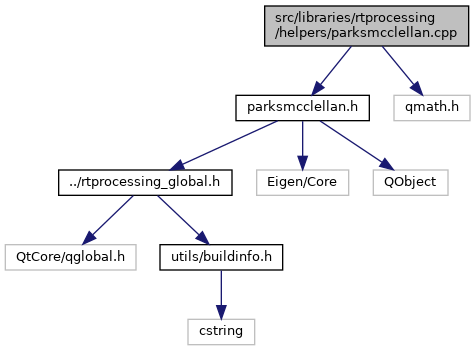 src/libraries/rtprocessing
/helpers/parksmcclellan.cpp
parksmcclellan.h
qmath.h
../rtprocessing_global.h
Eigen/Core
QObject
QtCore/qglobal.h
utils/buildinfo.h
cstring